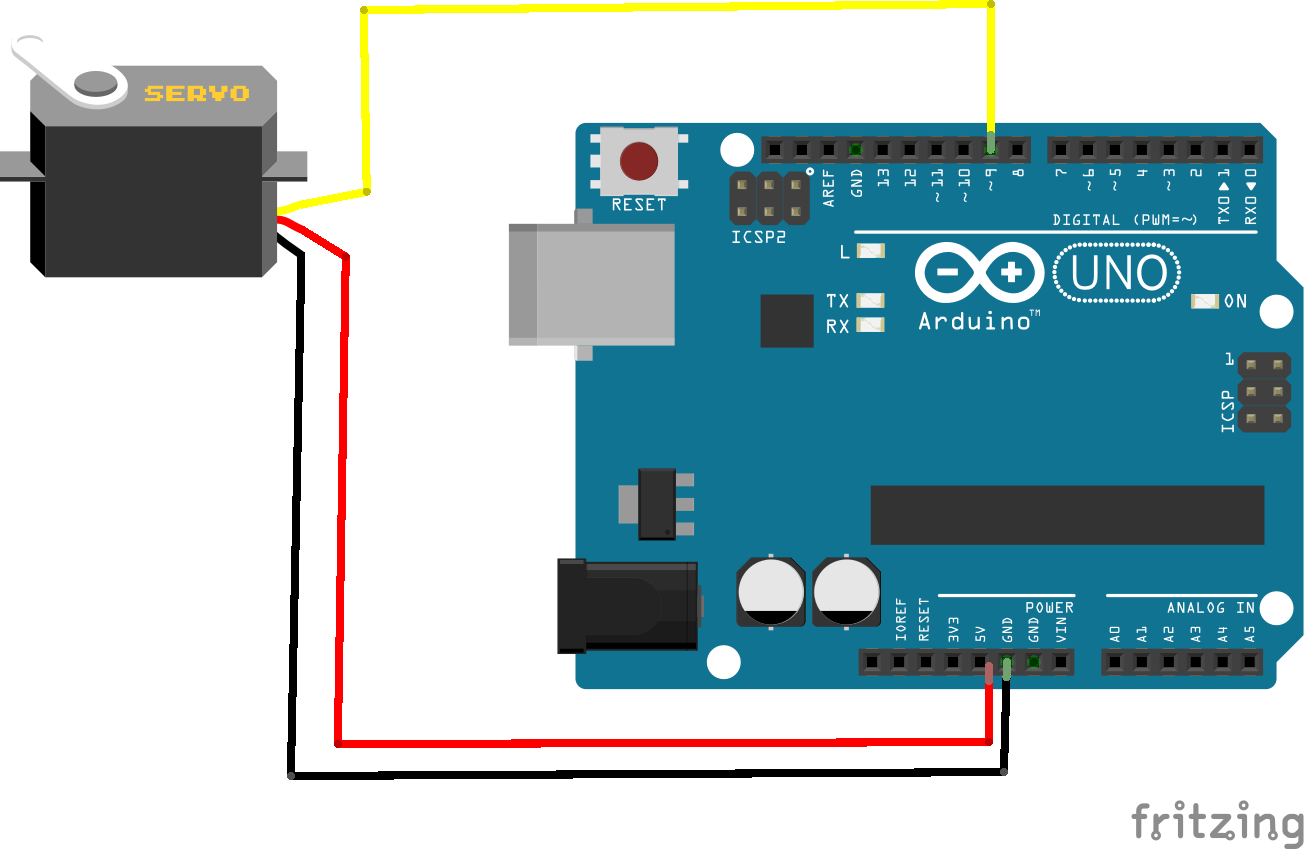 SERVO
RESET
ICSP2
AREF
GND
13
12
~11
~10
~9
8
7
~6
~5
4
~3
2
TX0▶1
RX0◀0
DIGITAL (PWM=~)
L
TX
RX
UNO
Arduino™
ON
1
ICSP
POWER
ANALOG IN
IOREF
RESET
3V3
5V
GND
GND
VIN
A0
A1
A2
A3
A4
A5
fritzing